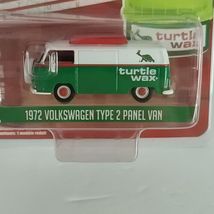 turtle
wax
turtle
wax
1972 VOLKSWAGEN TYPE 2 PANEL VAN